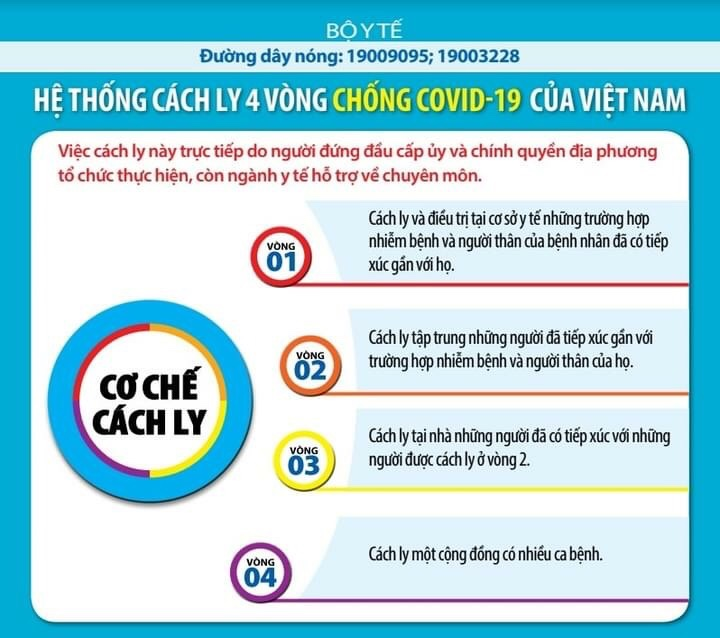 BỘ Y TẾ
Đường dây nóng: 19009095; 19003228
HỆ THỐNG CÁCH LY 4 VÒNG CHỐNG COVID-19 CỦA VIỆT NAM
Việc cách ly này trực tiếp do người đứng đầu cấp ủy và chính quyền địa phương
tổ chức thực hiện, còn ngành y tế hỗ trợ về chuyên môn.
CƠ CHẾ
CÁCH LY
VÒNG
01
Cách ly và điều trị tại cơ sở y tế những trường hợp
nhiễm bệnh và người thân của bệnh nhân đã có tiếp
xúc gần với họ.
VÒNG
02
Cách ly tập trung những người đã tiếp xúc gần với
trường hợp nhiễm bệnh và người thân của họ.
VÒNG
03
Cách ly tại nhà những người đã có tiếp xúc với những
người được cách ly ở vòng 2.
VÒNG
04
Cách ly một cộng đồng có nhiều ca bệnh.